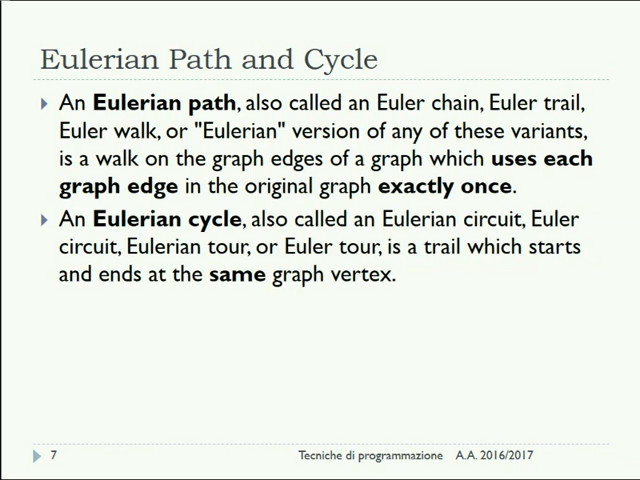 Eulerian Path and Cycle
An Eulerian path, also called an Euler chain, Euler trail,
Euler walk, or "Eulerian" version of any of these variants,
is a walk on the graph edges of a graph which uses each
graph edge in the original graph exactly once.
An Eulerian cycle, also called an Eulerian circuit, Euler
circuit, Eulerian tour, or Euler tour, is a trail which starts
and ends at the same graph vertex.
7 Tecniche di programmazione A.A. 2016/2017